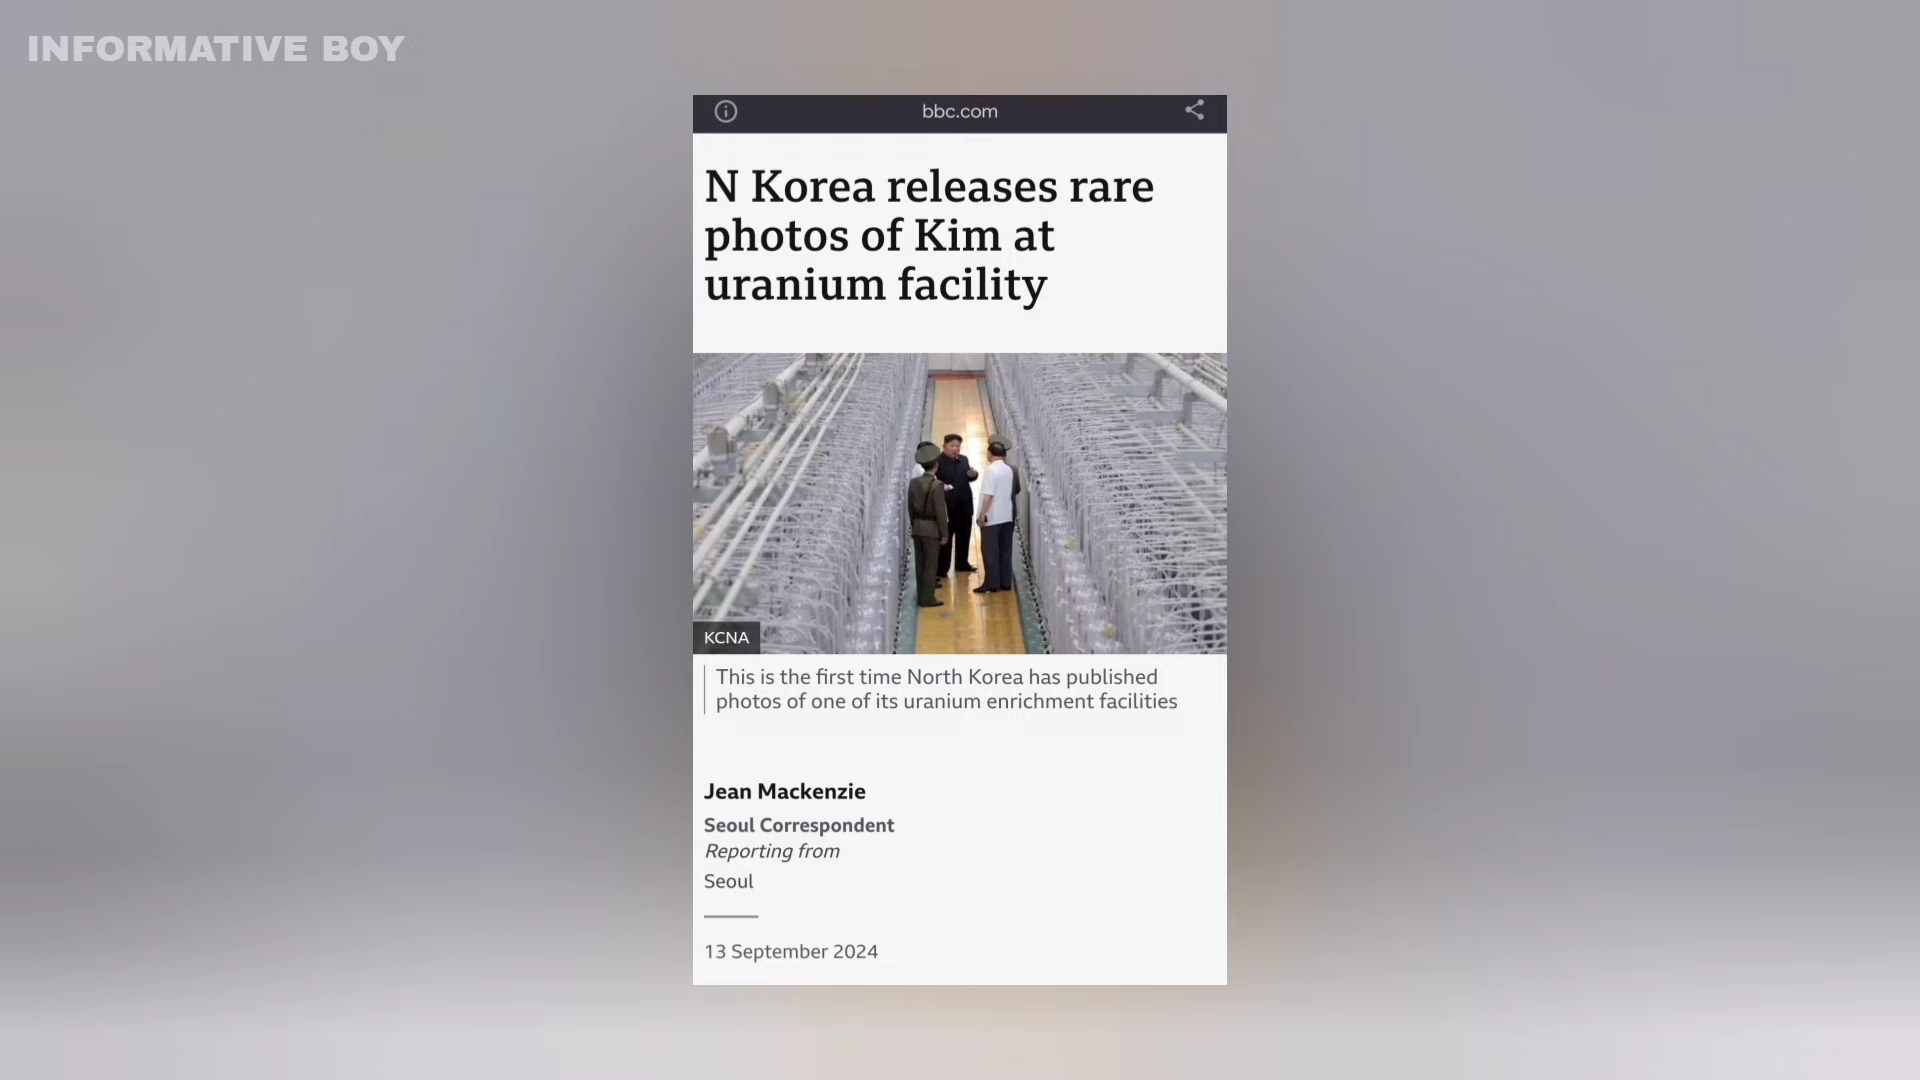 INFORMATIVE BOY
bbc.com
N Korea releases rare
photos of Kim at
uranium facility
KCNA
This is the first time North Korea has published
photos of one of its uranium enrichment facilities
Jean Mackenzie
Seoul Correspondent
Reporting from
Seoul
13 September 2024